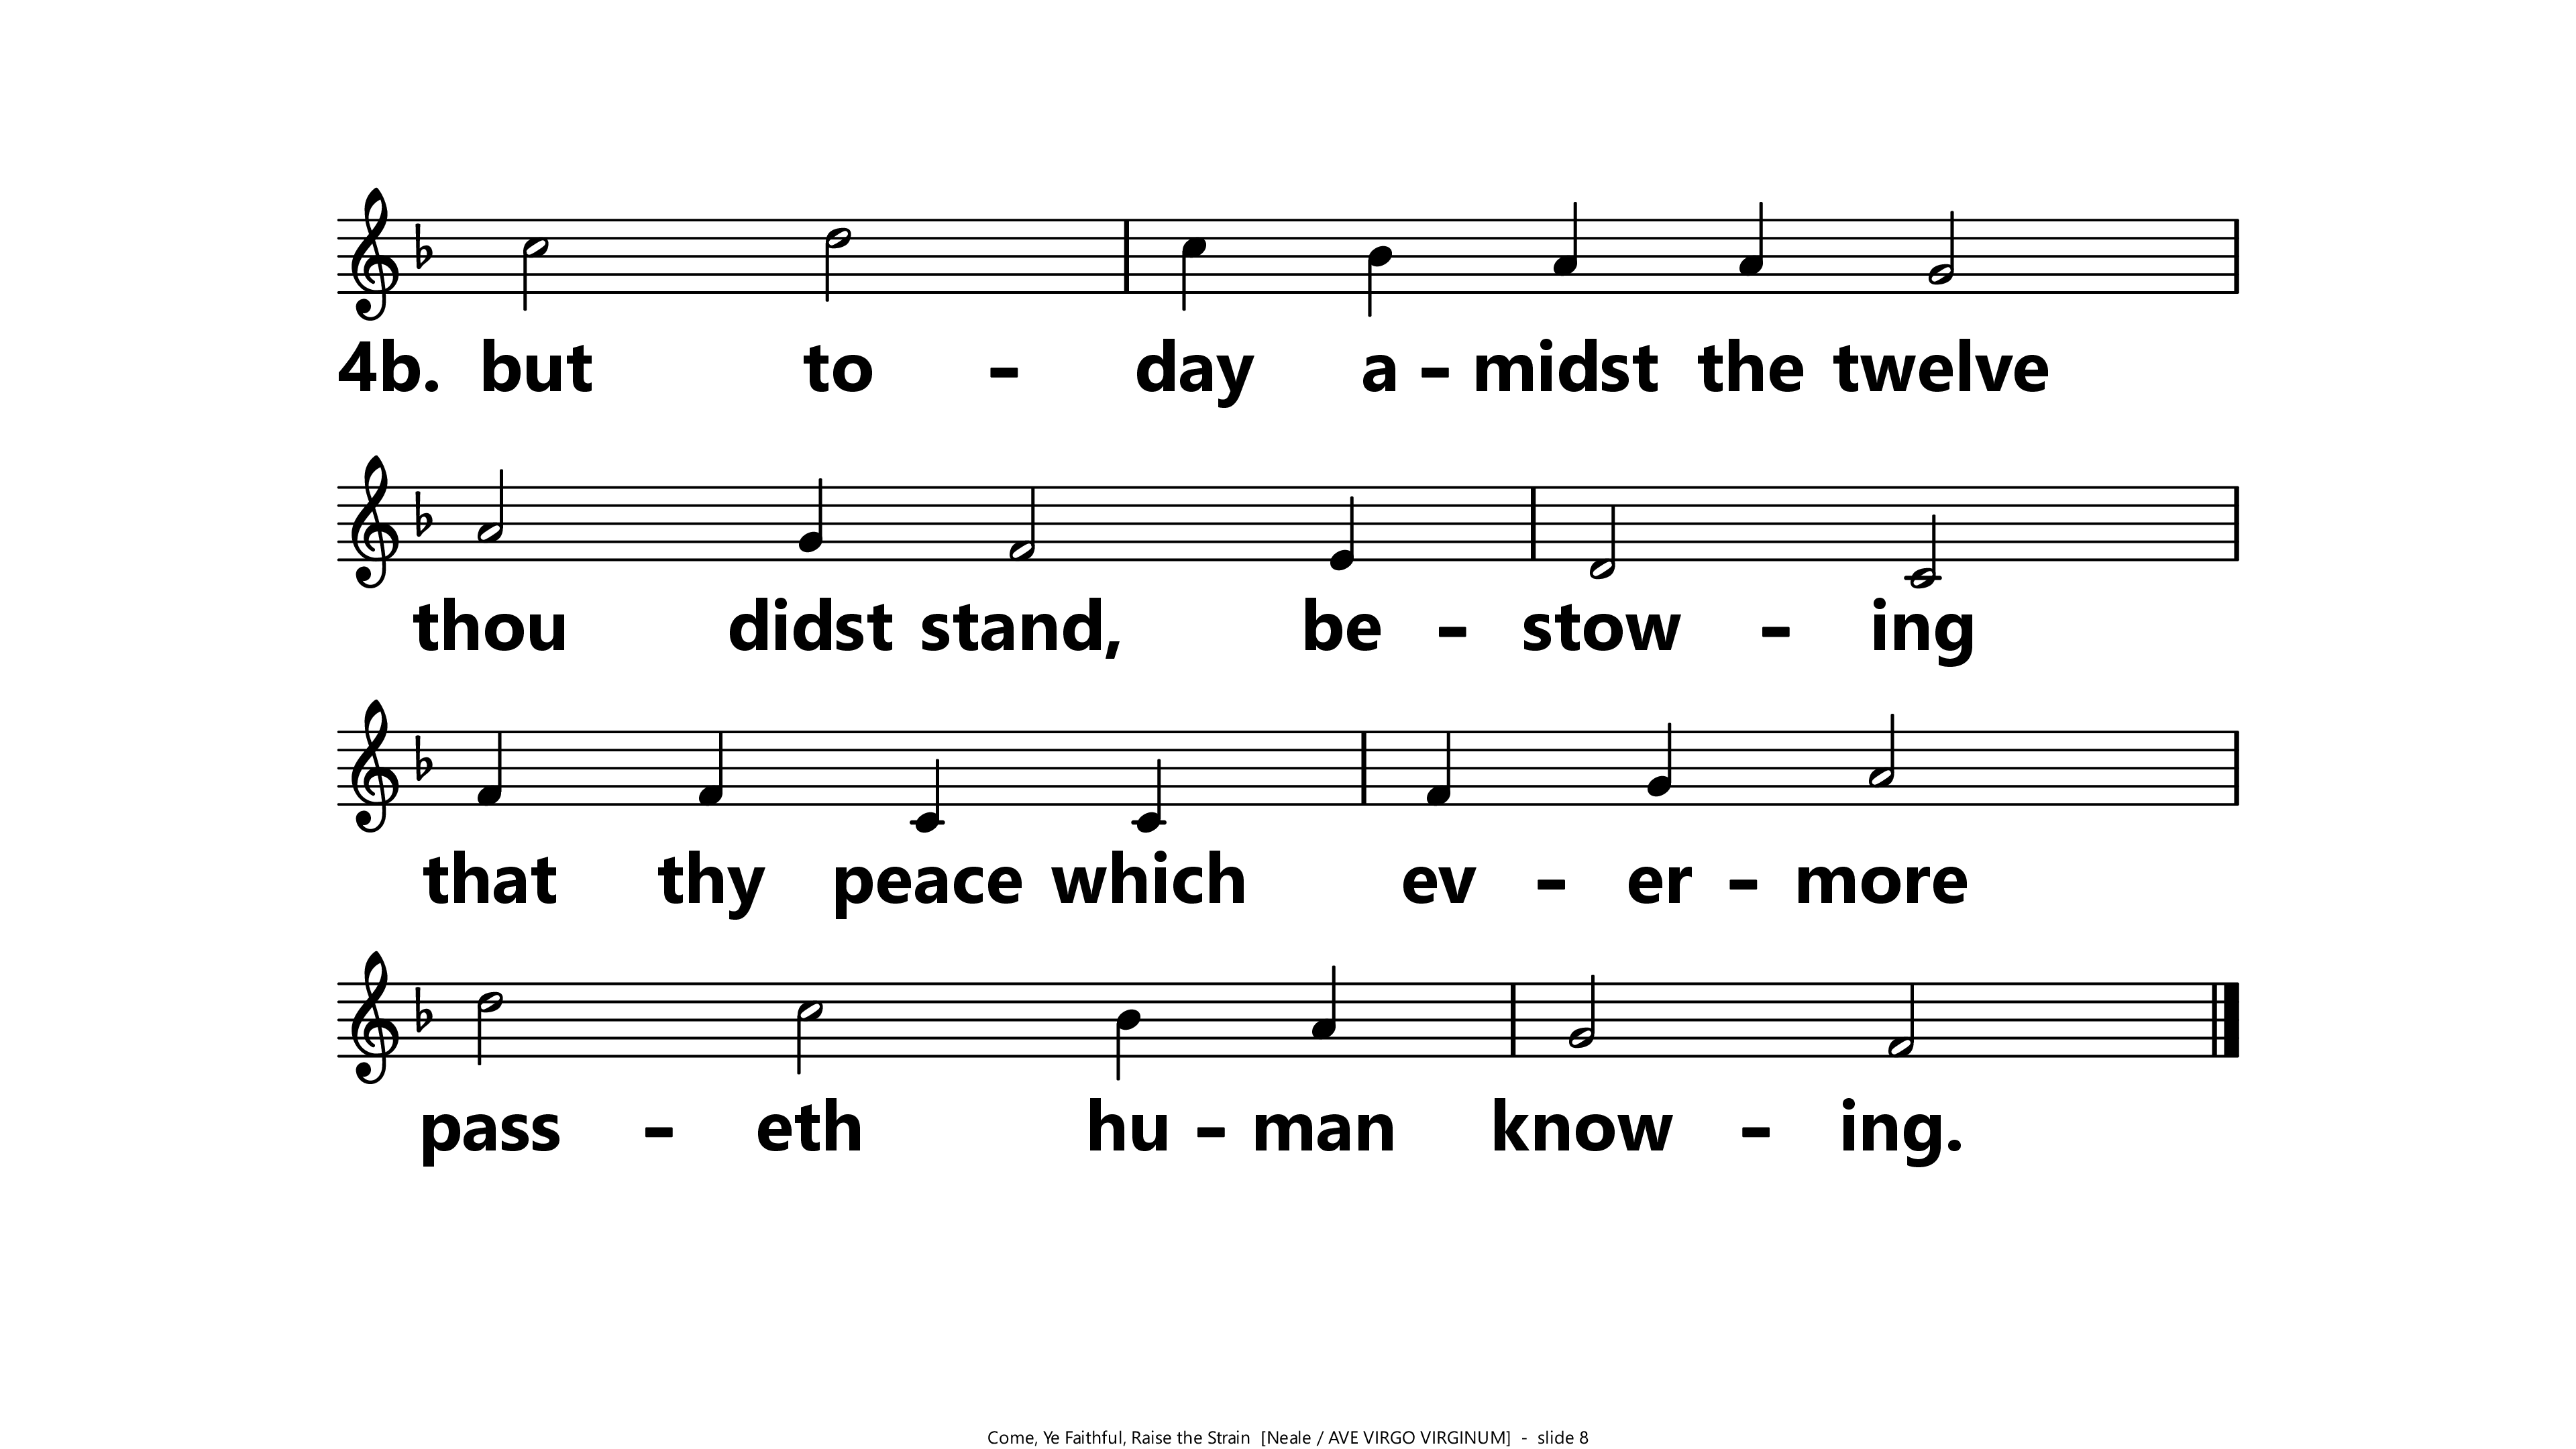 4b. but to - day a - midst the twelve
thou didst stand, be - stow - ing
that thy peace which ev - er - more
pass - eth hu - man know - ing.
Come, Ye Faithful, Raise the Strain [Neale / AVE VIRGO VIRGINUM] - slide 8